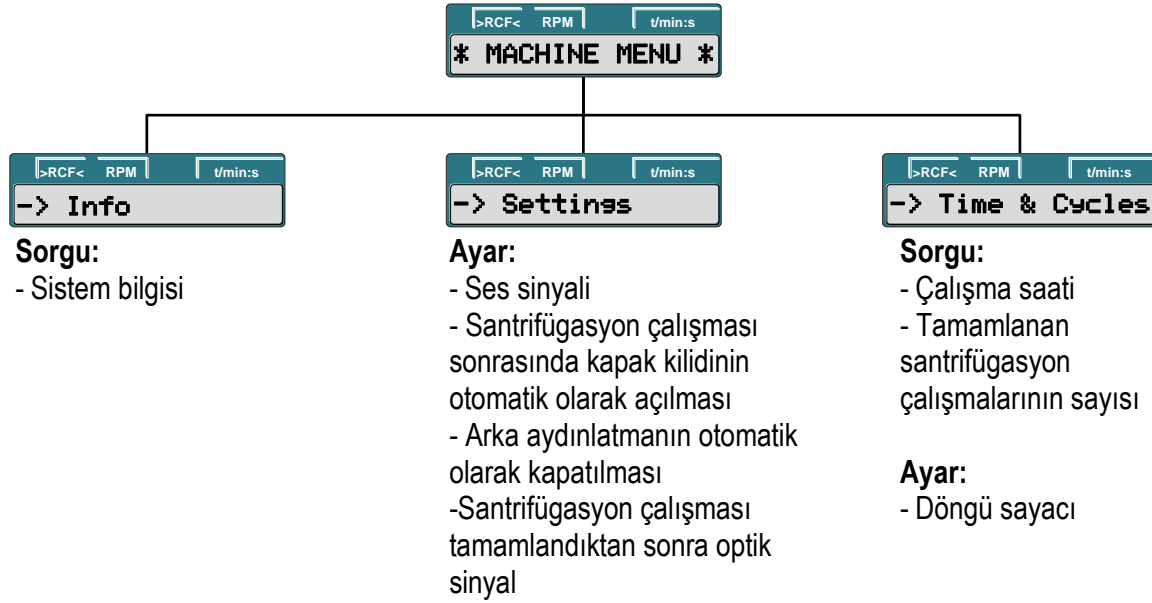 >RCF< RPM t/min:s
* MACHINE MENU *
>RCF< RPM t/min:s
-> Info
Sorgu:
- Sistem bilgisi
>RCF< RPM t/min:s
-> Settings
Ayar:
- Ses sinyali
- Santrifügasyon çalışması
sonrasında kapak kilidinin
otomatik olarak açılması
- Arka aydınlatmanın otomatik
olarak kapatılması
-Santrifügasyon çalışması
tamamlandıktan sonra optik
sinyal
>RCF< RPM t/min:s
-> Time & Cycles
Sorgu:
- Çalışma saati
- Tamamlanan
santrifügasyon
çalışmalarının sayısı
Ayar:
- Döngü sayacı